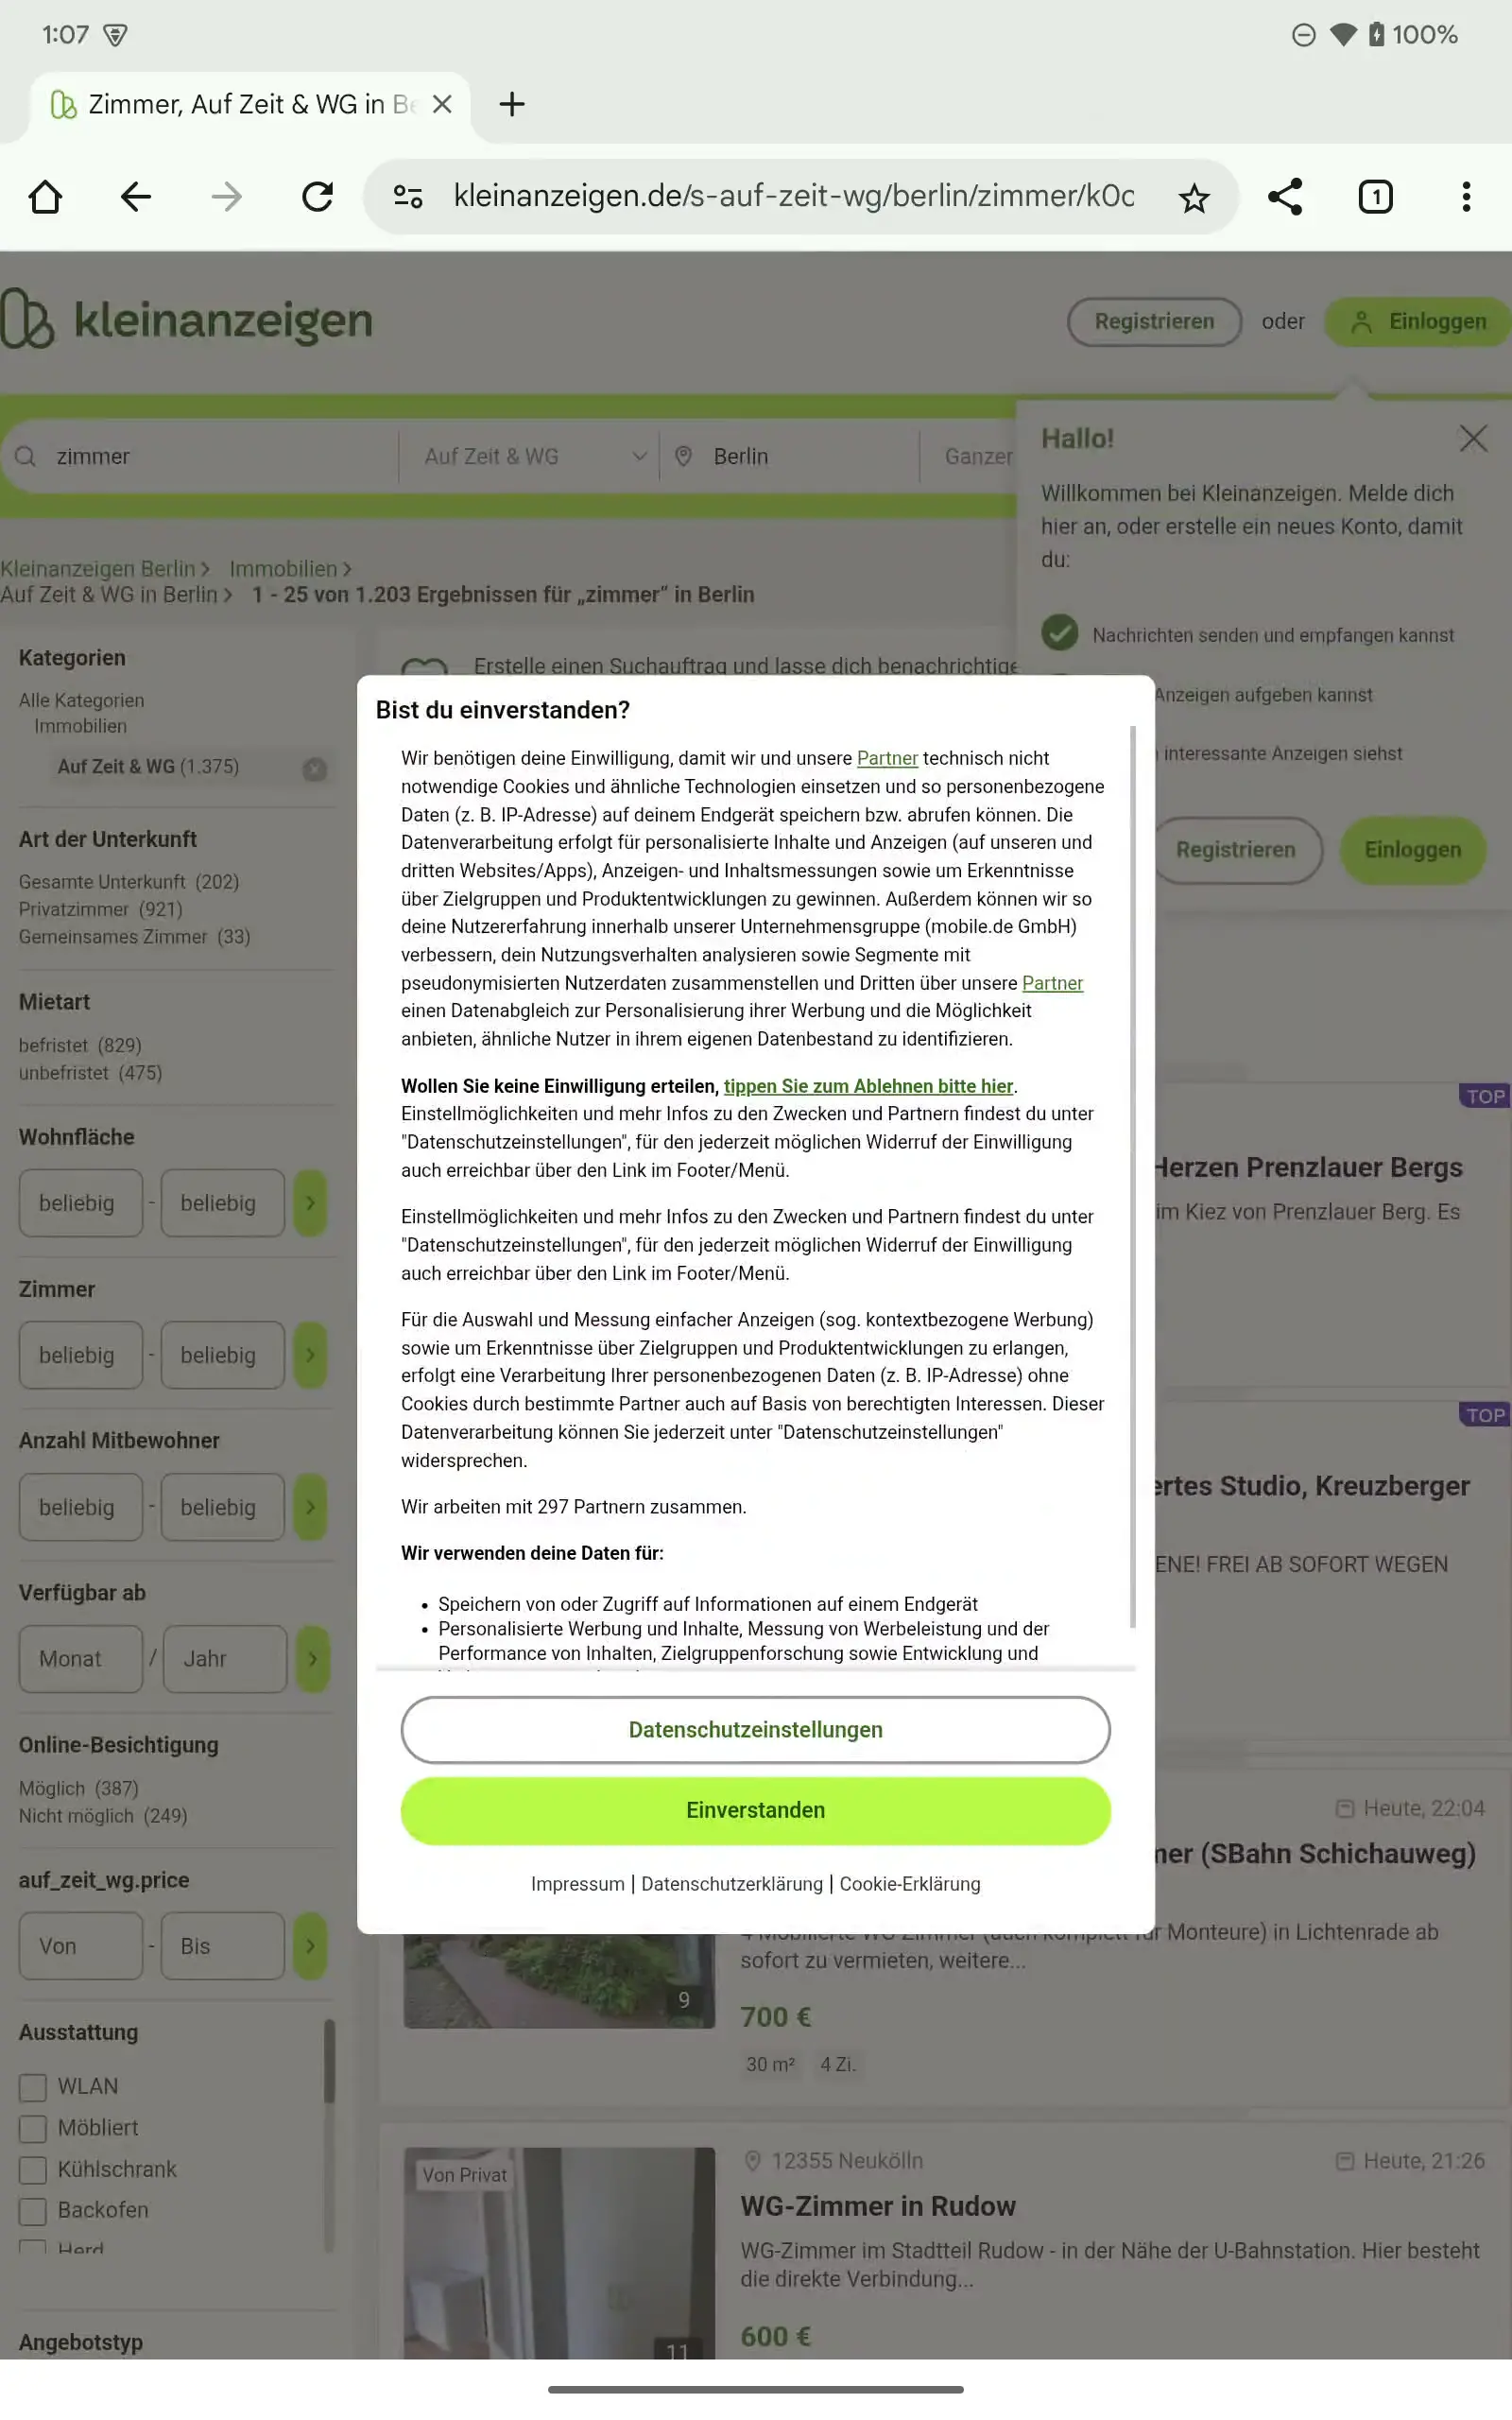 1:07
100%
Zimmer, Auf Zeit & WG in Be
kleinanzeigen.de/s-auf-zeit-wg/berlin/zimmer/k0c
1
kleinanzeigen
Registrieren oder Einloggen
zimmer
Auf Zeit & WG
Berlin
Ganzer
Hallo!
Willkommen bei Kleinanzeigen. Melde dich
hier an, oder erstelle ein neues Konto, damit
du:
Nachrichten senden und empfangen kannst
Anzeigen aufgeben kannst
interessante Anzeigen siehst
Registrieren
Einloggen
Kleinanzeigen Berlin > Immobilien >
Auf Zeit & WG in Berlin > 1 - 25 von 1.203 Ergebnissen für „zimmer“ in Berlin
Erstelle einen Suchauftrag und lasse dich benachrichtige
Kategorien
Alle Kategorien
Immobilien
Auf Zeit & WG (1.375)
Art der Unterkunft
Gesamte Unterkunft (202)
Privatzimmer (921)
Gemeinsames Zimmer (33)
Mietart
befristet (829)
unbefristet (475)
Wohnfläche
beliebig - beliebig
Zimmer
beliebig - beliebig
Anzahl Mitbewohner
beliebig - beliebig
Verfügbar ab
Monat / Jahr
Online-Besichtigung
Möglich (387)
Nicht möglich (249)
auf_zeit_wg.price
Von - Bis
Ausstattung
WLAN
Möbliert
Kühlschrank
Backofen
Herd
Angebotstyp
Bist du einverstanden?
Wir benötigen deine Einwilligung, damit wir und unsere Partner technisch nicht
notwendige Cookies und ähnliche Technologien einsetzen und so personenbezogene
Daten (z. B. IP-Adresse) auf deinem Endgerät speichern bzw. abrufen können. Die
Datenverarbeitung erfolgt für personalisierte Inhalte und Anzeigen (auf unseren und
dritten Websites/Apps), Anzeigen- und Inhaltsmessungen sowie um Erkenntnisse
über Zielgruppen und Produktentwicklungen zu gewinnen. Außerdem können wir so
deine Nutzererfahrung innerhalb unserer Unternehmensgruppe (mobile.de GmbH)
verbessern, dein Nutzungsverhalten analysieren sowie Segmente mit
pseudonymisierten Nutzerdaten zusammenstellen und Dritten über unsere Partner
einen Datenabgleich zur Personalisierung ihrer Werbung und die Möglichkeit
anbieten, ähnliche Nutzer in ihrem eigenen Datenbestand zu identifizieren.
Wollen Sie keine Einwilligung erteilen, tippen Sie zum Ablehnen bitte hier.
Einstellmöglichkeiten und mehr Infos zu den Zwecken und Partnern findest du unter
"Datenschutzeinstellungen", für den jederzeit möglichen Widerruf der Einwilligung
auch erreichbar über den Link im Footer/Menü.
Einstellmöglichkeiten und mehr Infos zu den Zwecken und Partnern findest du unter
"Datenschutzeinstellungen", für den jederzeit möglichen Widerruf der Einwilligung
auch erreichbar über den Link im Footer/Menü.
Für die Auswahl und Messung einfacher Anzeigen (sog. kontextbezogene Werbung)
sowie um Erkenntnisse über Zielgruppen und Produktentwicklungen zu erlangen,
erfolgt eine Verarbeitung Ihrer personenbezogenen Daten (z. B. IP-Adresse) ohne
Cookies durch bestimmte Partner auch auf Basis von berechtigten Interessen. Dieser
Datenverarbeitung können Sie jederzeit unter "Datenschutzeinstellungen"
widersprechen.
Wir arbeiten mit 297 Partnern zusammen.
Wir verwenden deine Daten für:
• Speichern von oder Zugriff auf Informationen auf einem Endgerät
• Personalisierte Werbung und Inhalte, Messung von Werbeleistung und der
Performance von Inhalten, Zielgruppenforschung sowie Entwicklung und
Datenschutzeinstellungen
Einverstanden
Impressum | Datenschutzerklärung | Cookie-Erklärung
TOP
Herzen Prenzlauer Bergs
im Kiez von Prenzlauer Berg. Es
TOP
ertes Studio, Kreuzberger
ENE! FREI AB SOFORT WEGEN
Heute, 22:04
mer (SBahn Schichauweg)
4 Möblierte WG Zimmer (auch komplett für Monteure) in Lichtenrade ab
sofort zu vermieten, weitere...
9
700 €
30 m² 4 Zi.
Von Privat
11
12355 Neukölln
Heute, 21:26
WG-Zimmer in Rudow
WG-Zimmer im Stadtteil Rudow - in der Nähe der U-Bahnstation. Hier besteht
die direkte Verbindung...
600 €